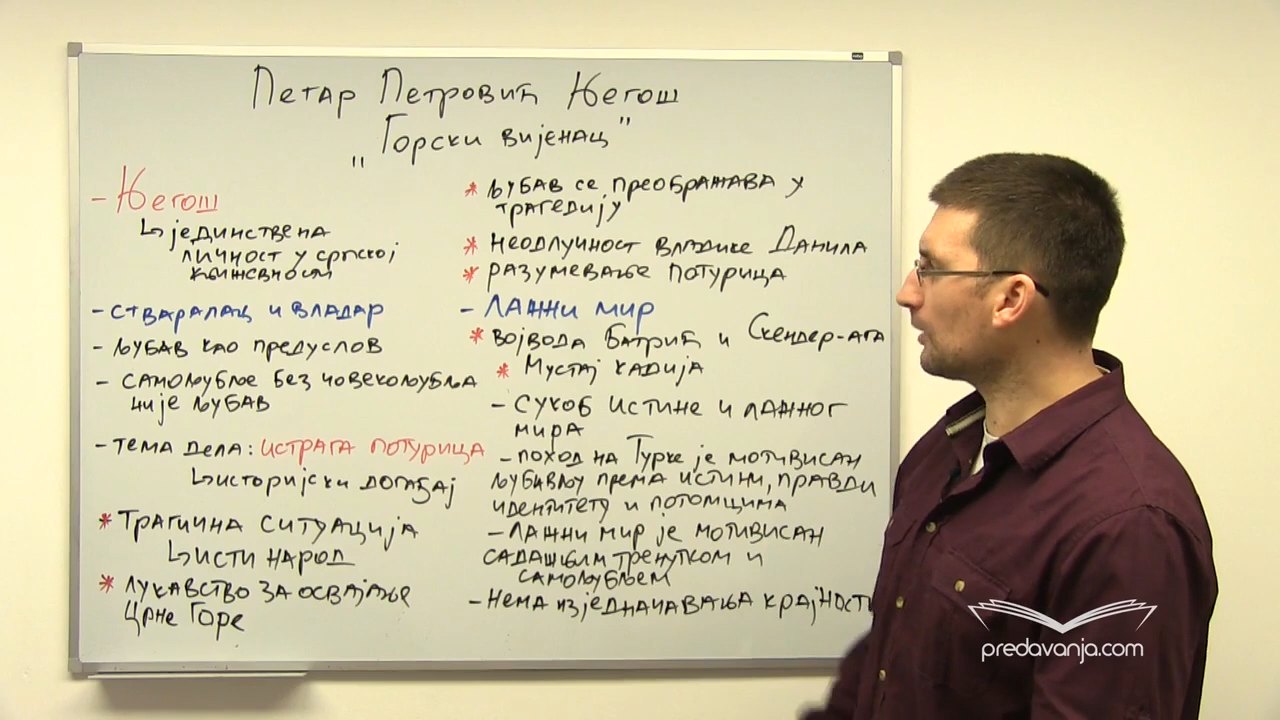 Петар Петровић Његош
"Горски вијенац"
- Његош
↳ јединствена
личност у српској
књижевности
- стваралац и владар
- љубав као предуслов
- самољубље без човекољубља
није љубав
- тема дела: истрага потурица
↳ историјски догађај
* Трагична ситуација
↳ исти народ
* лукавство за освајање
Црне Горе
* љубав се преображава у
трагедију
* неодлучност владике Данила
* разумевање потурица
- Лажни мир
* војвода Батрић и Скендер-ага
* Мустај кадија
- сукоб истине и лажног
мира
- поход на Турке је мотивисан
љубављу према истини, правди
идентитету и потомцима
- лажни мир је мотивисан
садашњим тренутком и
самољубљем
- нема изједначавања крајности
predavanja.com